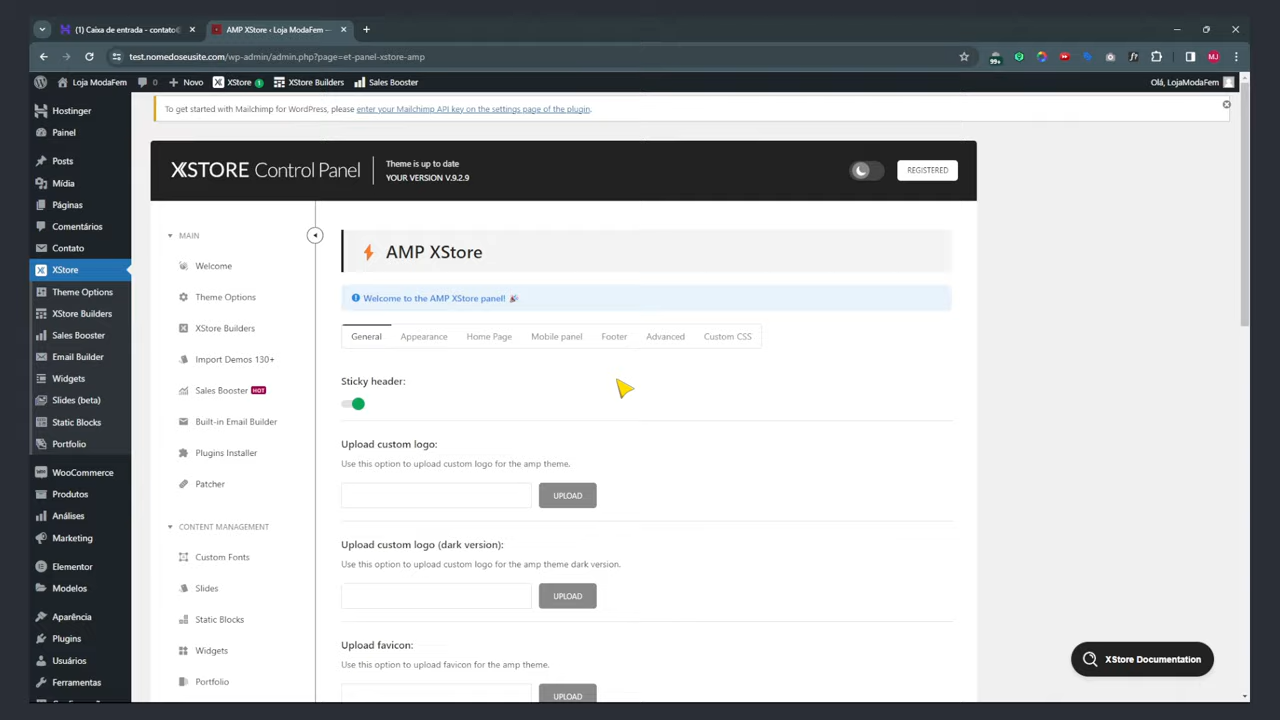 (1) Caixa de entrada - contato@
AMP XStore ‹ Loja ModaFem —
test.nomedoseusite.com/wp-admin/admin.php?page=et-panel-xstore-amp
99+
MJ
Loja ModaFem
0
Novo
XStore 1
XStore Builders
Sales Booster
Olá, LojaModaFem
Hostinger
Painel
Posts
Mídia
Páginas
Comentários
Contato
XStore
Theme Options
XStore Builders
Sales Booster
Email Builder
Widgets
Slides (beta)
Static Blocks
Portfolio
WooCommerce
Produtos
Análises
Marketing
Elementor
Modelos
Aparência
Plugins
Usuários
Ferramentas
To get started with Mailchimp for WordPress, please enter your Mailchimp API key on the settings page of the plugin.
XSTORE Control Panel
Theme is up to date
YOUR VERSION V.9.2.9
REGISTERED
MAIN
Welcome
Theme Options
XStore Builders
Import Demos 130+
Sales Booster HOT
Built-in Email Builder
Plugins Installer
Patcher
CONTENT MANAGEMENT
Custom Fonts
Slides
Static Blocks
Widgets
Portfolio
AMP XStore
Welcome to the AMP XStore panel! 🎉
General
Appearance
Home Page
Mobile panel
Footer
Advanced
Custom CSS
Sticky header:
Upload custom logo:
Use this option to upload custom logo for the amp theme.
UPLOAD
Upload custom logo (dark version):
Use this option to upload custom logo for the amp theme dark version.
UPLOAD
Upload favicon:
Use this option to upload favicon for the amp theme.
UPLOAD
XStore Documentation